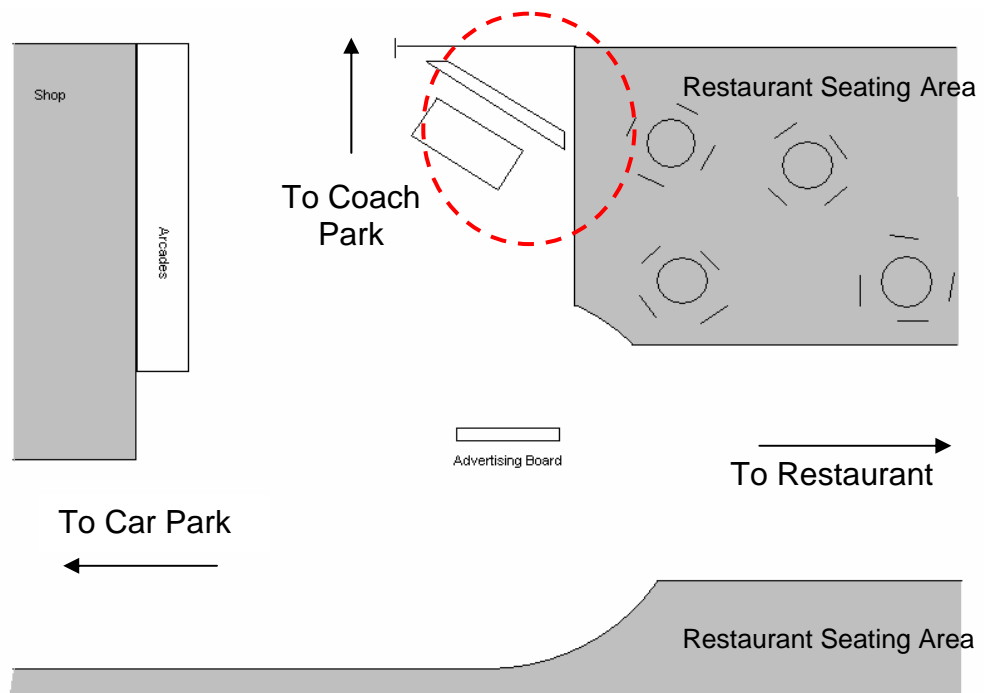 Restaurant Seating Area
Shop
To Coach
Park
Arcades
Advertising Board
To Restaurant
To Car Park
Restaurant Seating Area